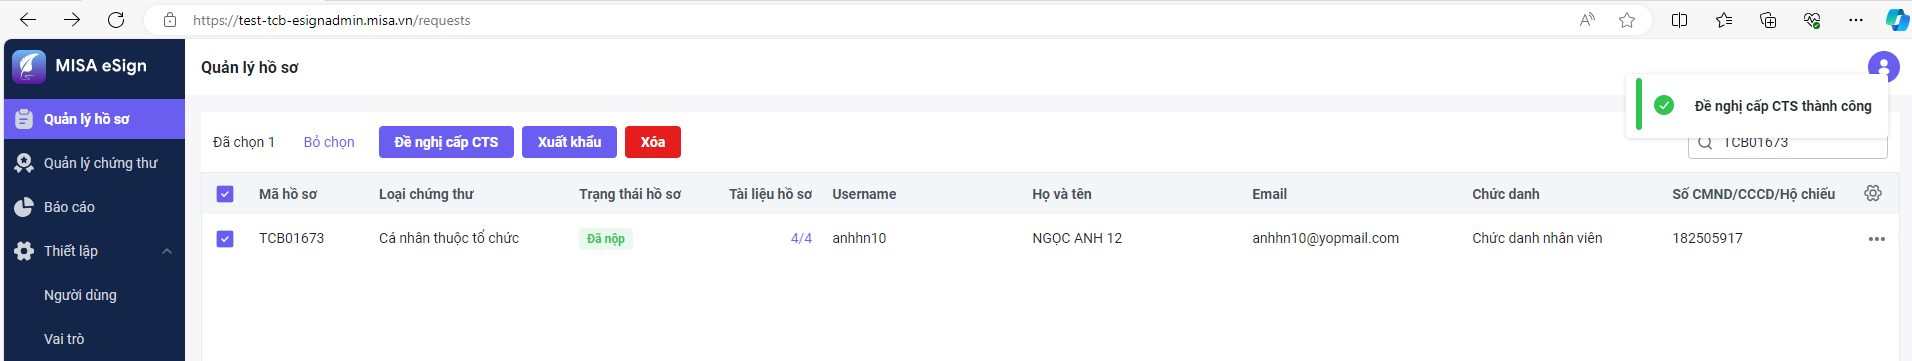 https://test-tcb-esignadmin.misa.vn/requests
MISA eSign
Quản lý hồ sơ
Quản lý chứng thư
Báo cáo
Thiết lập
Người dùng
Vai trò
Quản lý hồ sơ
Đề nghị cấp CTS thành công
Đã chọn 1 Bỏ chọn Đề nghị cấp CTS Xuất khẩu Xóa TCB01673
Mã hồ sơ Loại chứng thư Trạng thái hồ sơ Tài liệu hồ sơ Username Họ và tên Email Chức danh Số CMND/CCCD/Hộ chiếu
TCB01673 Cá nhân thuộc tổ chức Đã nộp 4/4 anhhn10 NGỌC ANH 12 anhhn10@yopmail.com Chức danh nhân viên 182505917